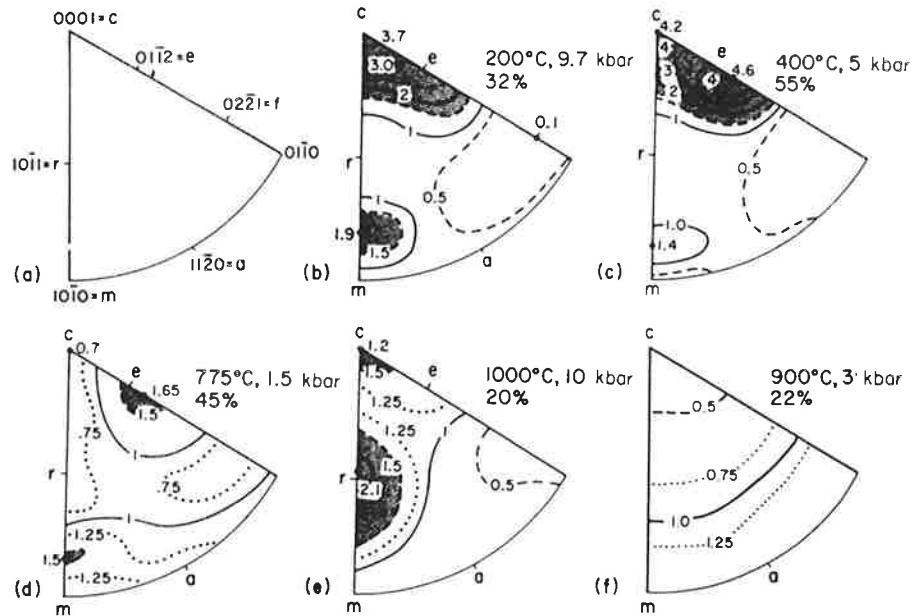 (a)
0001=c
011̄2=e
022̄1=f
011̄0
101̄1=r
112̄0=a
101̄0=m
(b)
c
3.7
e
200°C, 9.7 kbar
32%
3.0
2
1
0.1
r
0.5
1
1.9
1.5
a
m
(c)
c
4.2
e
400°C, 5 kbar
55%
4
4.6
3
4
2
1
r
0.5
1.0
1.4
m
(d)
c
0.7
e
775°C, 1.5 kbar
45%
1.65
1.5
.75
1
r
.75
1
1.25
1.5
1.25
a
m
(e)
c
1.2
e
1000°C, 10 kbar
20%
1.5
1.25
1.25
1
r
1.5
2.1
0.5
a
m
(f)
c
900°C, 3 kbar
22%
0.5
r
0.75
1.0
1.25
a
m